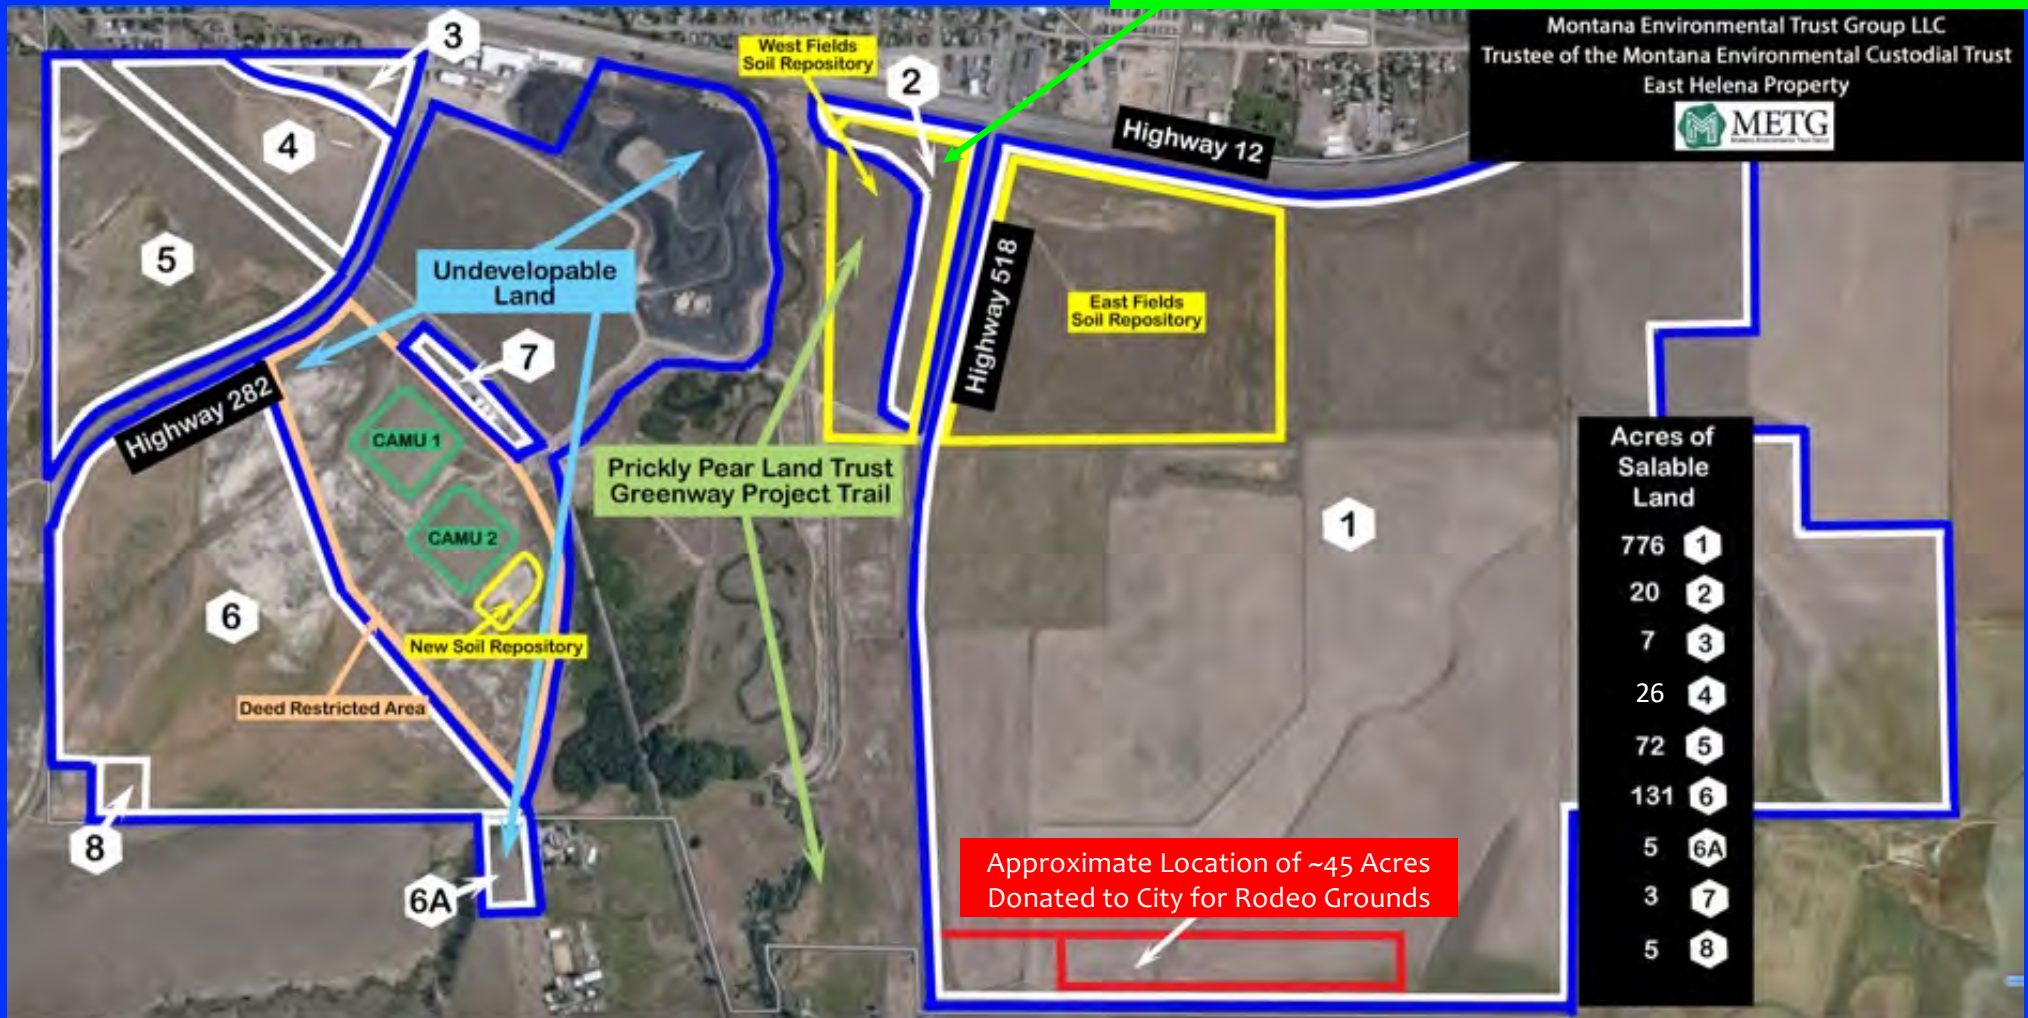 Montana Environmental Trust Group LLC
Trustee of the Montana Environmental Custodial Trust
East Helena Property
METG
Montana Environmental Trust Group
3
West Fields
Soil Repository
2
4
Highway 12
5
Undevelopable
Land
Highway 518
East Fields
Soil Repository
7
Highway 282
CAMU 1
Prickly Pear Land Trust
Greenway Project Trail
CAMU 2
1
6
New Soil Repository
Deed Restricted Area
8
6A
Approximate Location of ~45 Acres
Donated to City for Rodeo Grounds
Acres of
Salable
Land
776 1
20 2
7 3
26 4
72 5
131 6
5 6A
3 7
5 8